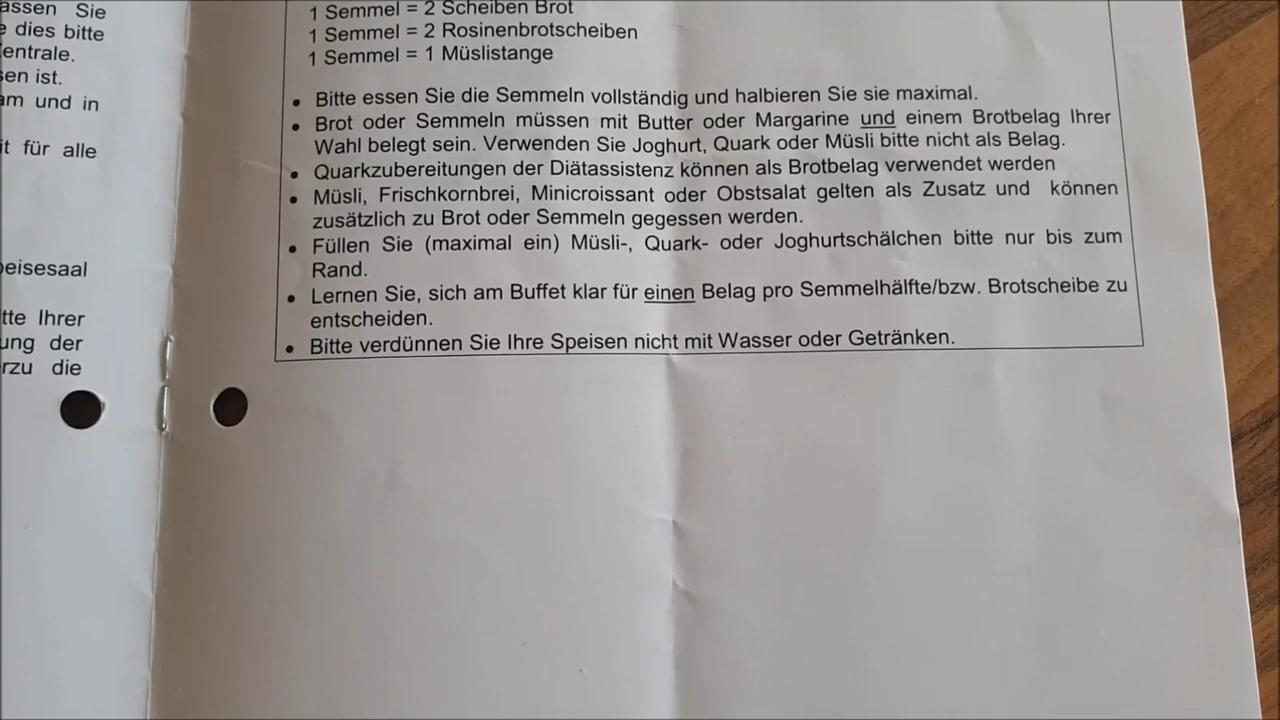 assen Sie
dies bitte
entrale.
sen ist.
am und in
it für alle
eisesaal
tte Ihrer
ung der
rzu die
1 Semmel = 2 Scheiben Brot
1 Semmel = 2 Rosinenbrotscheiben
1 Semmel = 1 Müslistange
• Bitte essen Sie die Semmeln vollständig und halbieren Sie sie maximal.
• Brot oder Semmeln müssen mit Butter oder Margarine und einem Brotbelag Ihrer
Wahl belegt sein. Verwenden Sie Joghurt, Quark oder Müsli bitte nicht als Belag.
• Quarkzubereitungen der Diätassistenz können als Brotbelag verwendet werden
• Müsli, Frischkornbrei, Minicroissant oder Obstsalat gelten als Zusatz und können
zusätzlich zu Brot oder Semmeln gegessen werden.
• Füllen Sie (maximal ein) Müsli-, Quark- oder Joghurtschälchen bitte nur bis zum
Rand.
• Lernen Sie, sich am Buffet klar für einen Belag pro Semmelhälfte/bzw. Brotscheibe zu
entscheiden.
• Bitte verdünnen Sie Ihre Speisen nicht mit Wasser oder Getränken.